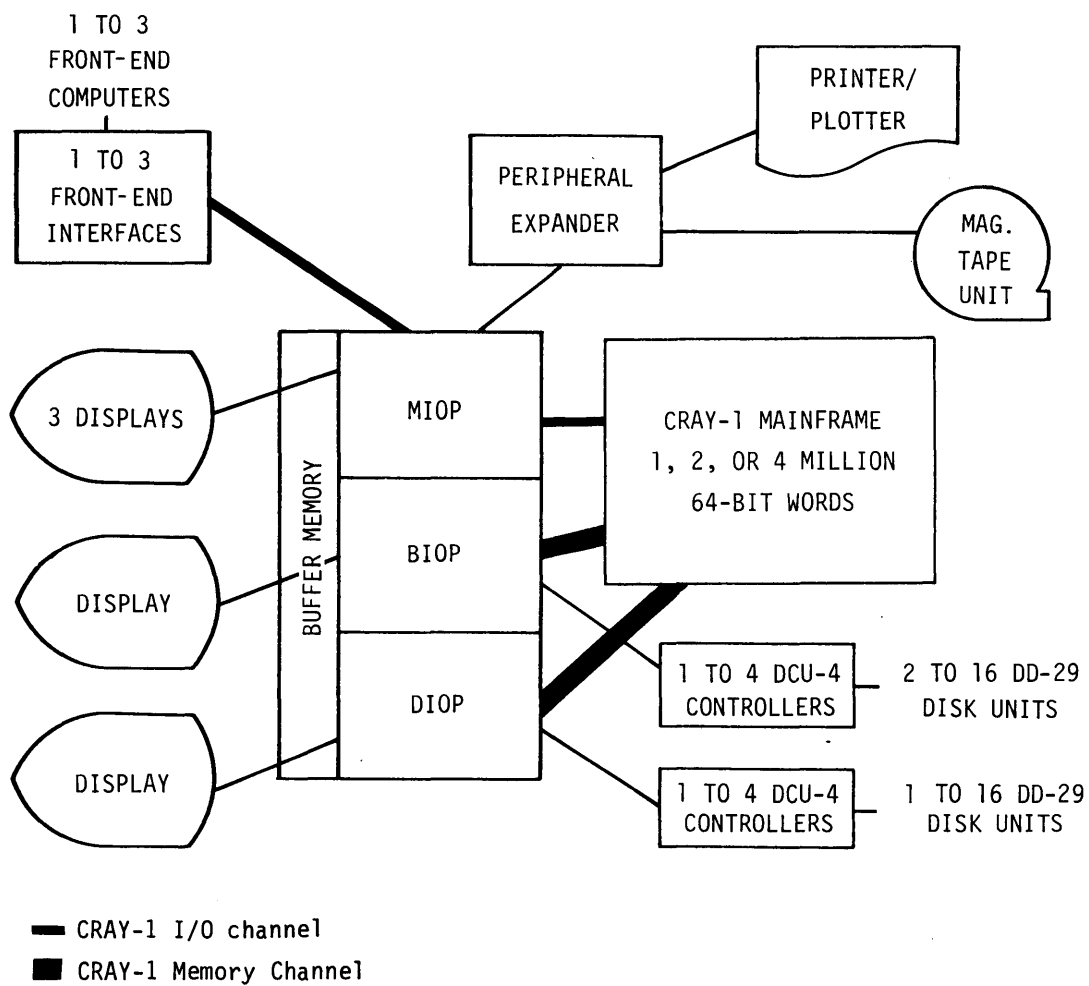 1 TO 3
FRONT-END
COMPUTERS
1 TO 3
FRONT-END
INTERFACES
PERIPHERAL
EXPANDER
PRINTER/
PLOTTER
MAG.
TAPE
UNIT
3 DISPLAYS
DISPLAY
DISPLAY
BUFFER MEMORY
MIOP
BIOP
DIOP
CRAY-1 MAINFRAME
1, 2, OR 4 MILLION
64-BIT WORDS
1 TO 4 DCU-4
CONTROLLERS
2 TO 16 DD-29
DISK UNITS
1 TO 4 DCU-4
CONTROLLERS
1 TO 16 DD-29
DISK UNITS
CRAY-1 I/O channel
CRAY-1 Memory Channel